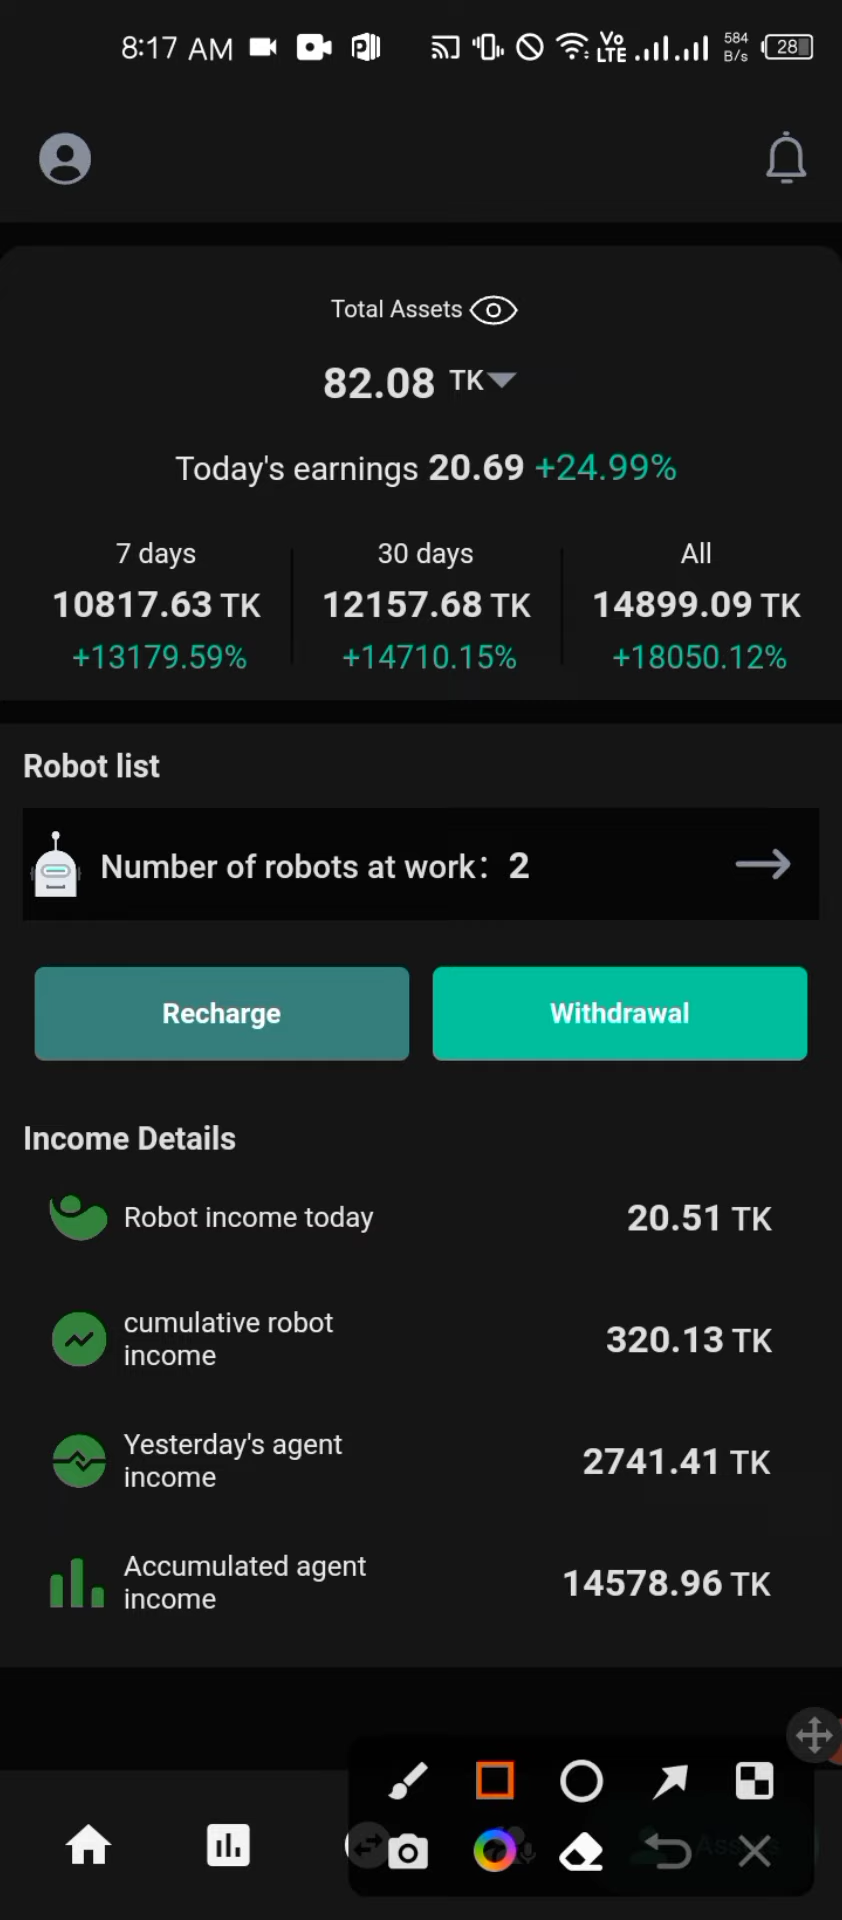 8:17 AM
Vo
LTE
584
B/s
28
Total Assets
82.08 TK
Today's earnings 20.69 +24.99%
7 days
30 days
All
10817.63 TK
12157.68 TK
14899.09 TK
+13179.59%
+14710.15%
+18050.12%
Robot list
Number of robots at work: 2
Recharge
Withdrawal
Income Details
Robot income today
20.51 TK
cumulative robot
income
320.13 TK
Yesterday's agent
income
2741.41 TK
Accumulated agent
income
14578.96 TK